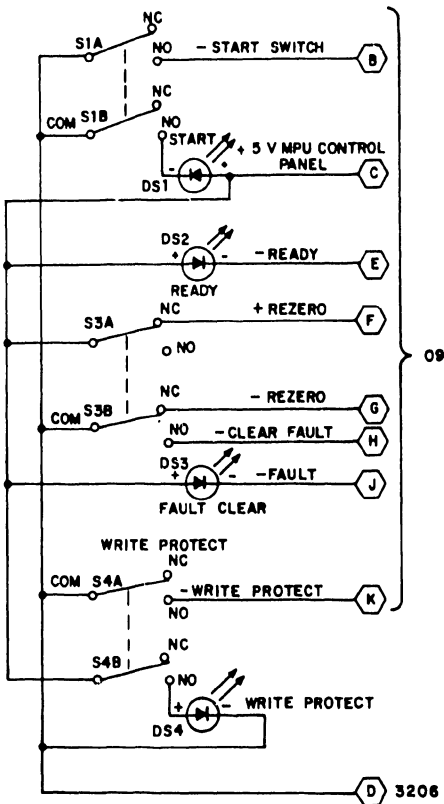 NC
S1A
NO
- START SWITCH
B
NC
COM S1B
NO
START
+ 5 V MPU CONTROL
PANEL
- +
C
DS1
DS2
+ -
-READY
E
READY
NC
+ REZERO
F
S3A
NO
09
NC
-REZERO
G
COM S3B
NO
-CLEAR FAULT
H
DS3
+ -
-FAULT
J
FAULT CLEAR
WRITE PROTECT
NC
COM S4A
-WRITE PROTECT
K
NO
NC
S4B
NO
+ -
WRITE PROTECT
DS4
D 3206